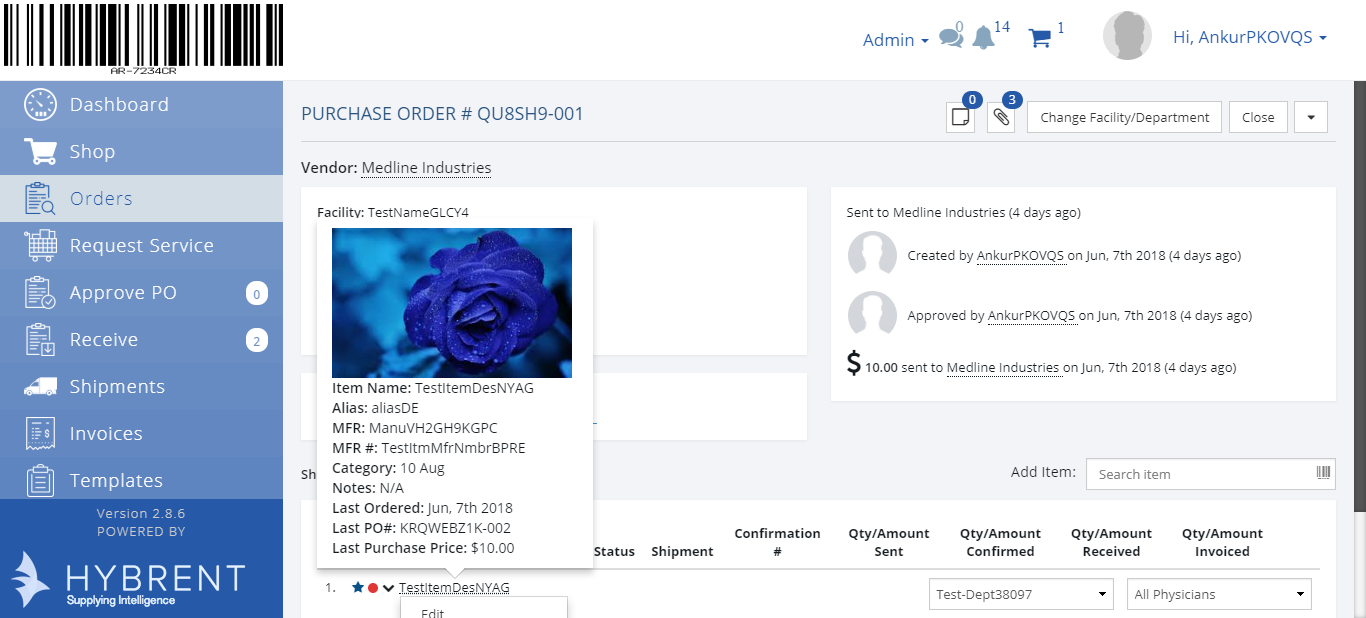 AR-7234CR
Admin
0
14
1
Hi, AnkurPKOVQS
Dashboard
Shop
Orders
Request Service
Approve PO 0
Receive 2
Shipments
Invoices
Templates
Version 2.8.6
POWERED BY
HYBRENT
Supplying Intelligence
PURCHASE ORDER # QU8SH9-001
0
3
Change Facility/Department
Close
Vendor: Medline Industries
Facility: TestNameGLCY4
Item Name: TestItemDesNYAG
Alias: aliasDE
MFR: ManuVH2GH9KGPC
MFR #: TestItmMfrNmbrBPRE
Category: 10 Aug
Notes: N/A
Last Ordered: Jun, 7th 2018
Last PO#: KRQWEBZ1K-002
Last Purchase Price: $10.00
Sent to Medline Industries (4 days ago)
Created by AnkurPKOVQS on Jun, 7th 2018 (4 days ago)
Approved by AnkurPKOVQS on Jun, 7th 2018 (4 days ago)
$ 10.00 sent to Medline Industries on Jun, 7th 2018 (4 days ago)
Add Item: Search item
Status
Shipment
Confirmation
#
Qty/Amount
Sent
Qty/Amount
Confirmed
Qty/Amount
Received
Qty/Amount
Invoiced
1. TestItemDesNYAG
Test-Dept38097
All Physicians
Edit